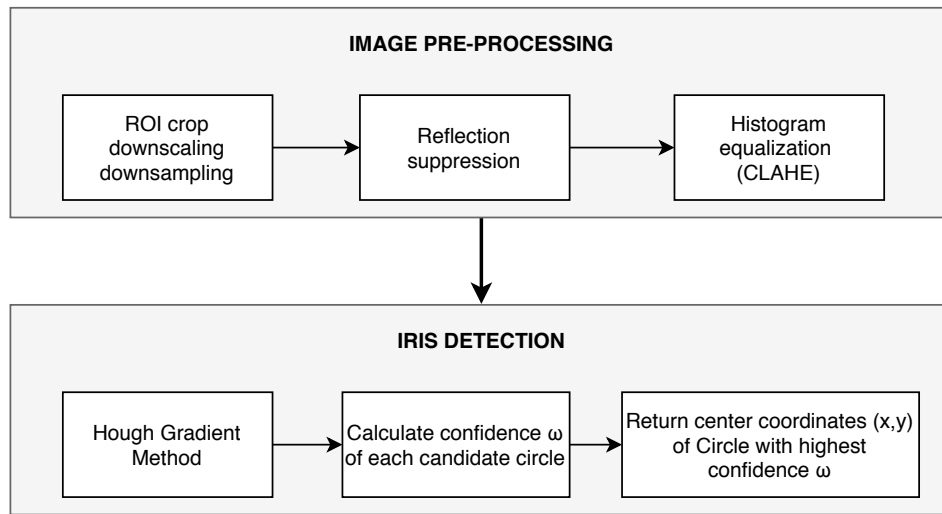 IMAGE PRE-PROCESSING
ROI crop
downscaling
downsampling
Reflection
suppression
Histogram
equalization
(CLAHE)
IRIS DETECTION
Hough Gradient
Method
Calculate confidence ω
of each candidate circle
Return center coordinates (x,y)
of Circle with highest
confidence ω